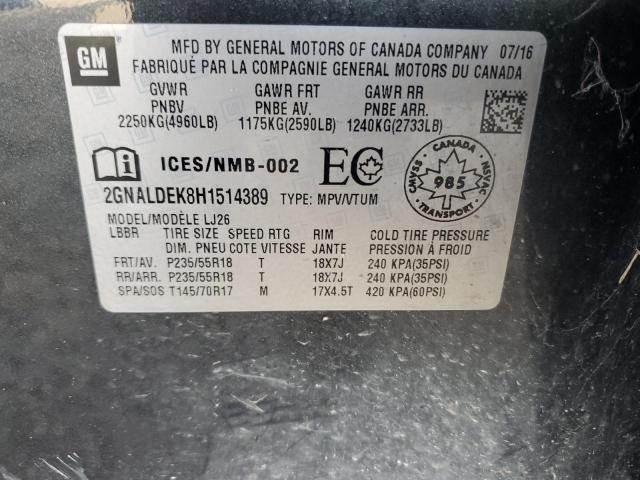 GM
MFD BY GENERAL MOTORS OF CANADA COMPANY 07/16
FABRIQUÉ PAR LA COMPAGNIE GENERAL MOTORS DU CANADA
GVWR GAWR FRT GAWR RR
PNBV PNBE AV. PNBE ARR.
2250KG(4960LB) 1175KG(2590LB) 1240KG(2733LB)
ICES/NMB-002 EC
CANADA
CMVSS 985 NSVAC
TRANSPORT
2GNALDEK8H1514389 TYPE: MPV/VTUM
MODEL/MODÈLE LJ26
LBBR TIRE SIZE SPEED RTG RIM COLD TIRE PRESSURE
DIM. PNEU COTE VITESSE JANTE PRESSION À FROID
FRT/AV. P235/55R18 T 18X7J 240 KPA(35PSI)
RR/ARR. P235/55R18 T 18X7J 240 KPA(35PSI)
SPA/SOS T145/70R17 M 17X4.5T 420 KPA(60PSI)